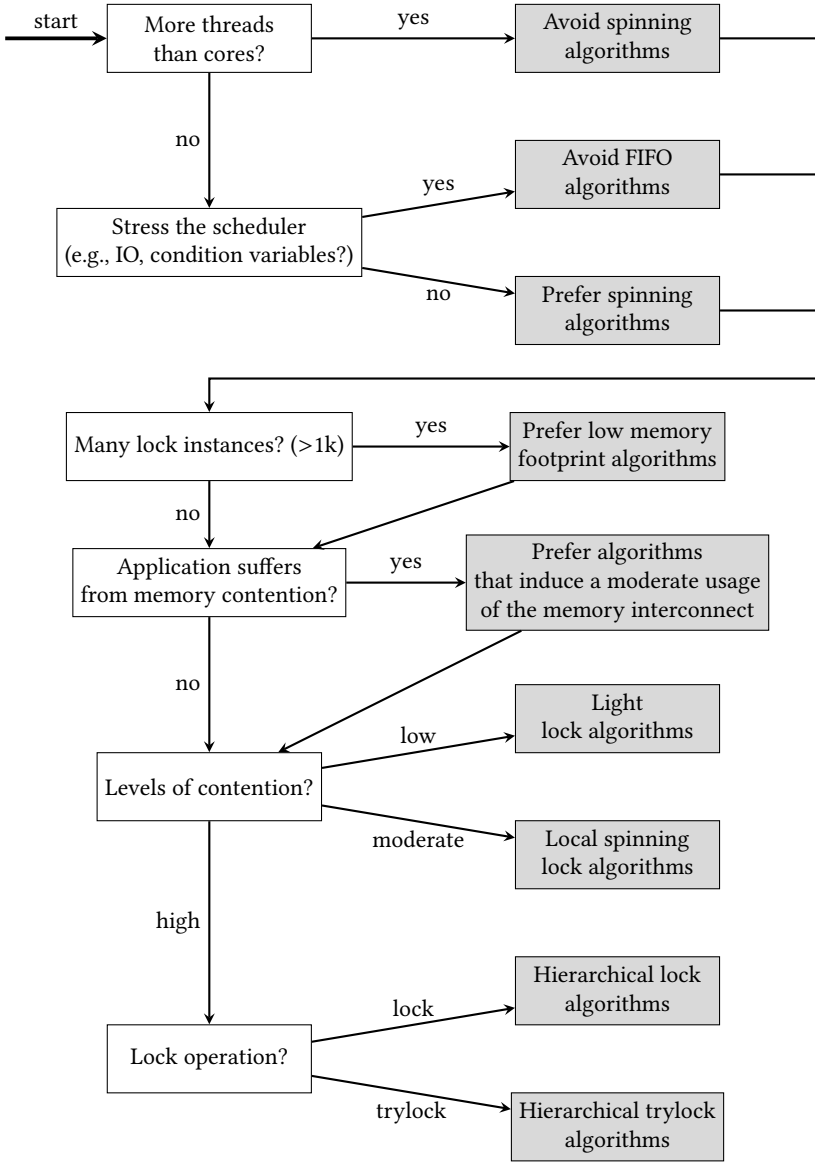 start
More threads
than cores?
yes
Avoid spinning
algorithms
no
Avoid FIFO
algorithms
yes
Stress the scheduler
(e.g., IO, condition variables?)
no
Prefer spinning
algorithms
Many lock instances? (>1k)
yes
Prefer low memory
footprint algorithms
no
Application suffers
from memory contention?
yes
Prefer algorithms
that induce a moderate usage
of the memory interconnect
no
Light
lock algorithms
low
Levels of contention?
moderate
Local spinning
lock algorithms
high
Hierarchical lock
algorithms
lock
Lock operation?
trylock
Hierarchical trylock
algorithms